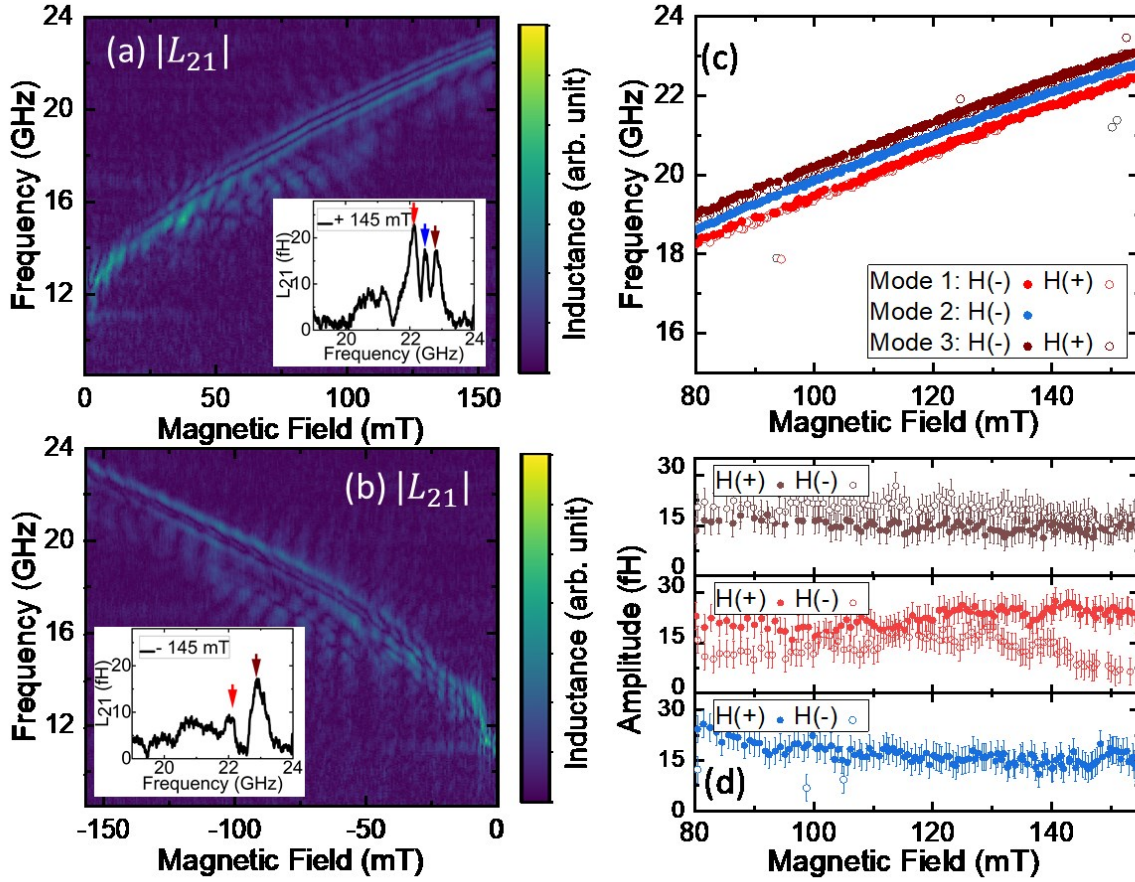 (a) |L₂₁|
Frequency (GHz)
24
20
16
12
0
50
100
150
Magnetic Field (mT)
Inductance (arb. unit)
+ 145 mT
L₂₁ (fH)
20
10
0
20
22
24
Frequency (GHz)
(b) |L₂₁|
Frequency (GHz)
24
20
16
12
-150
-100
-50
0
Magnetic Field (mT)
Inductance (arb. unit)
- 145 mT
L₂₁ (fH)
20
10
0
20
22
24
Frequency (GHz)
(c)
Frequency (GHz)
22
20
18
16
80
100
120
140
Magnetic Field (mT)
Mode 1: H(-) H(+)
Mode 2: H(-)
Mode 3: H(-) H(+)
(d)
Amplitude (fH)
30
15
0
H(+) H(-)
30
15
0
H(+) H(-)
30
15
0
H(+) H(-)
80
100
120
140
Magnetic Field (mT)